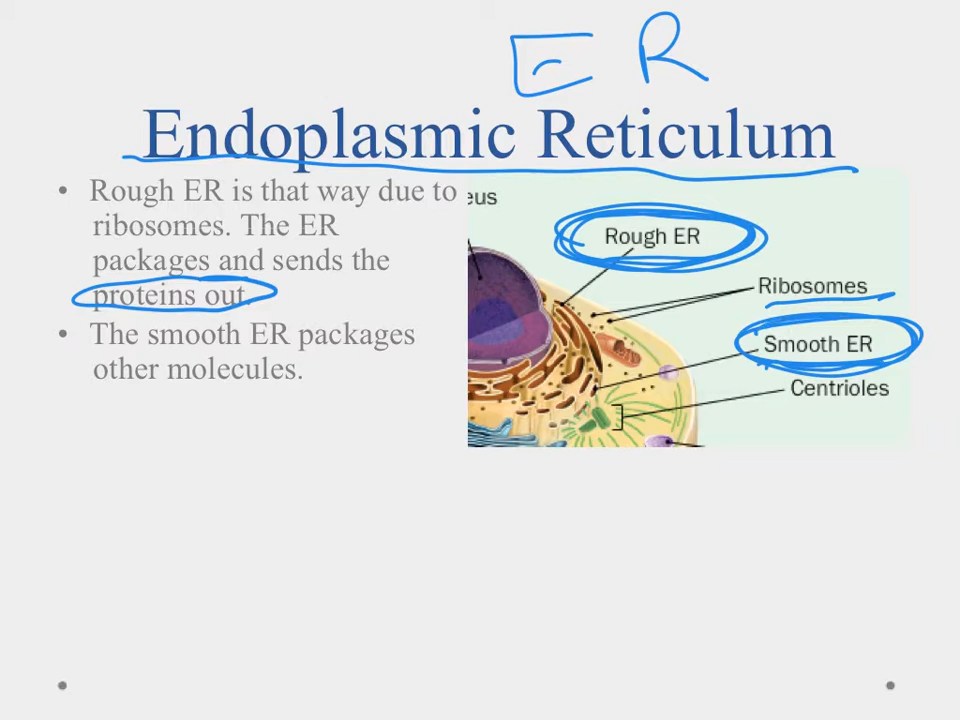 E R
Endoplasmic Reticulum
• Rough ER is that way due to
ribosomes. The ER
packages and sends the
proteins out.
• The smooth ER packages
other molecules.
eus
Rough ER
Ribosomes
Smooth ER
Centrioles